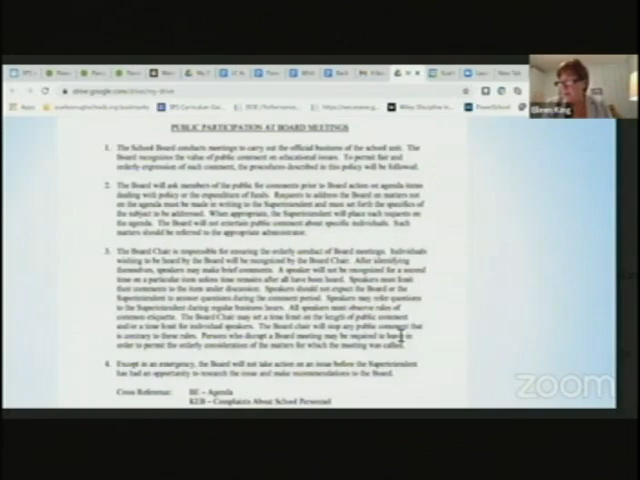 drive.google.com/drive/my-drive
New Tab
Apps
PowerSchool
Eileen King
PUBLIC PARTICIPATION AT BOARD MEETINGS
1. The School Board conducts meetings to carry out the official business of the school unit. The
Board recognizes the value of public comment on educational issues. To permit fair and
orderly expression of such comment, the procedures described in this policy will be followed.
2. The Board will ask members of the public for comments prior to Board action on agenda items
dealing with policy or the expenditure of funds. Requests to address the Board on matters not
on the agenda must be made in writing to the Superintendent and must set forth the specifics of
the subject to be addressed. When appropriate, the Superintendent will place such requests on
the agenda. The Board will not entertain public comment about specific individuals. Such
matters should be referred to the appropriate administrator.
3. The Board Chair is responsible for ensuring the orderly conduct of Board meetings. Individuals
wishing to be heard by the Board will be recognized by the Board Chair. After identifying
themselves, speakers may make brief comments. A speaker will not be recognized for a second
time on a particular item unless time remains after all have been heard. Speakers must limit
their comments to the item under discussion. Speakers should not expect the Board or the
Superintendent to answer questions during the comment period. Speakers may refer questions
to the Superintendent during regular business hours. All speakers must observe rules of
common etiquette. The Board Chair may set a time limit on the length of public comment
and/or a time limit for individual speakers. The Board chair will stop any public comment that
is contrary to these rules. Persons who disrupt a Board meeting may be required to leave in
order to permit the orderly consideration of the matters for which the meeting was called.
4. Except in an emergency, the Board will not take action on an issue before the Superintendent
has had an opportunity to research the issue and make recommendations to the Board.
Cross Reference: BE – Agenda
KEB – Complaints About School Personnel
zoom